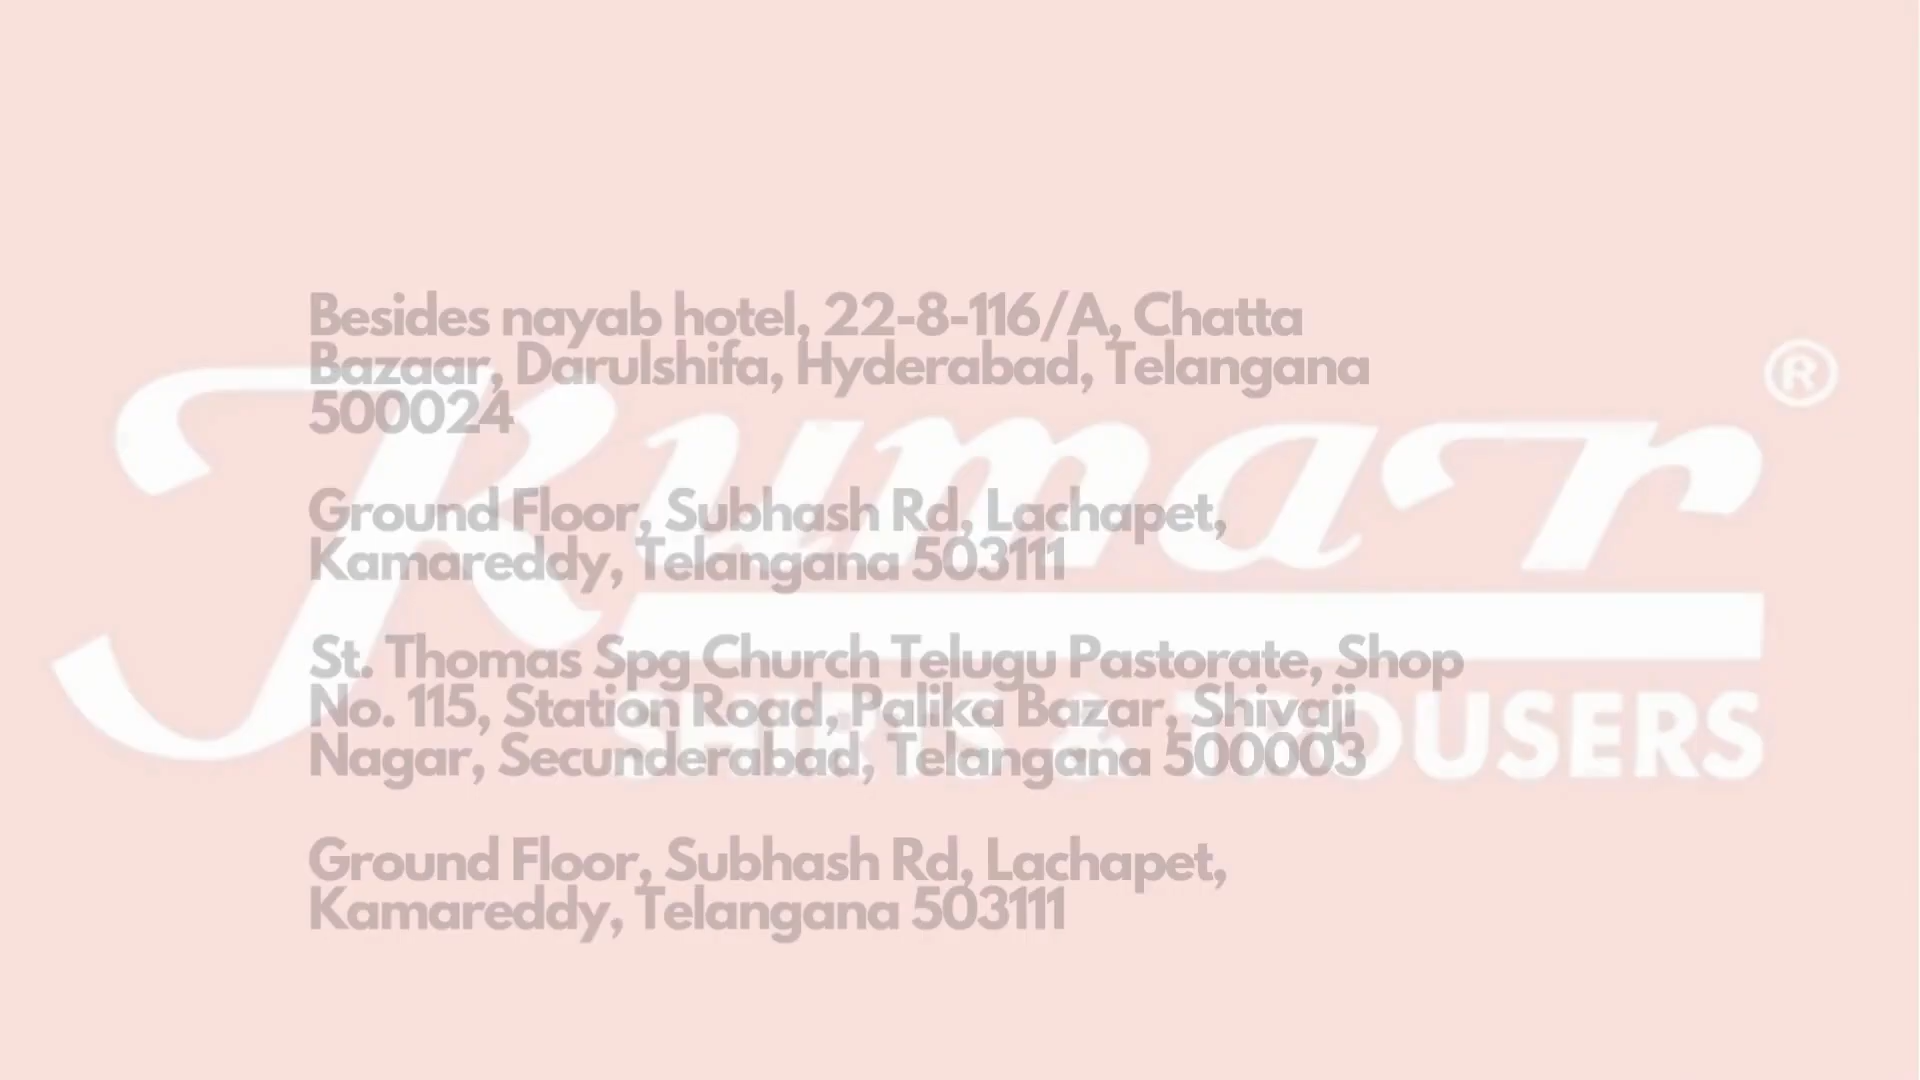 Besides nayab hotel, 22-8-116/A, Chatta
Bazaar, Darulshifa, Hyderabad, Telangana
500024
Ground Floor, Subhash Rd, Lachapet,
Kamareddy, Telangana 503111
St. Thomas Spg Church Telugu Pastorate, Shop
No. 115, Station Road, Palika Bazar, Shivaji
Nagar, Secunderabad, Telangana 500003
Ground Floor, Subhash Rd, Lachapet,
Kamareddy, Telangana 503111
Kumar ®
SHIRTS & TROUSERS